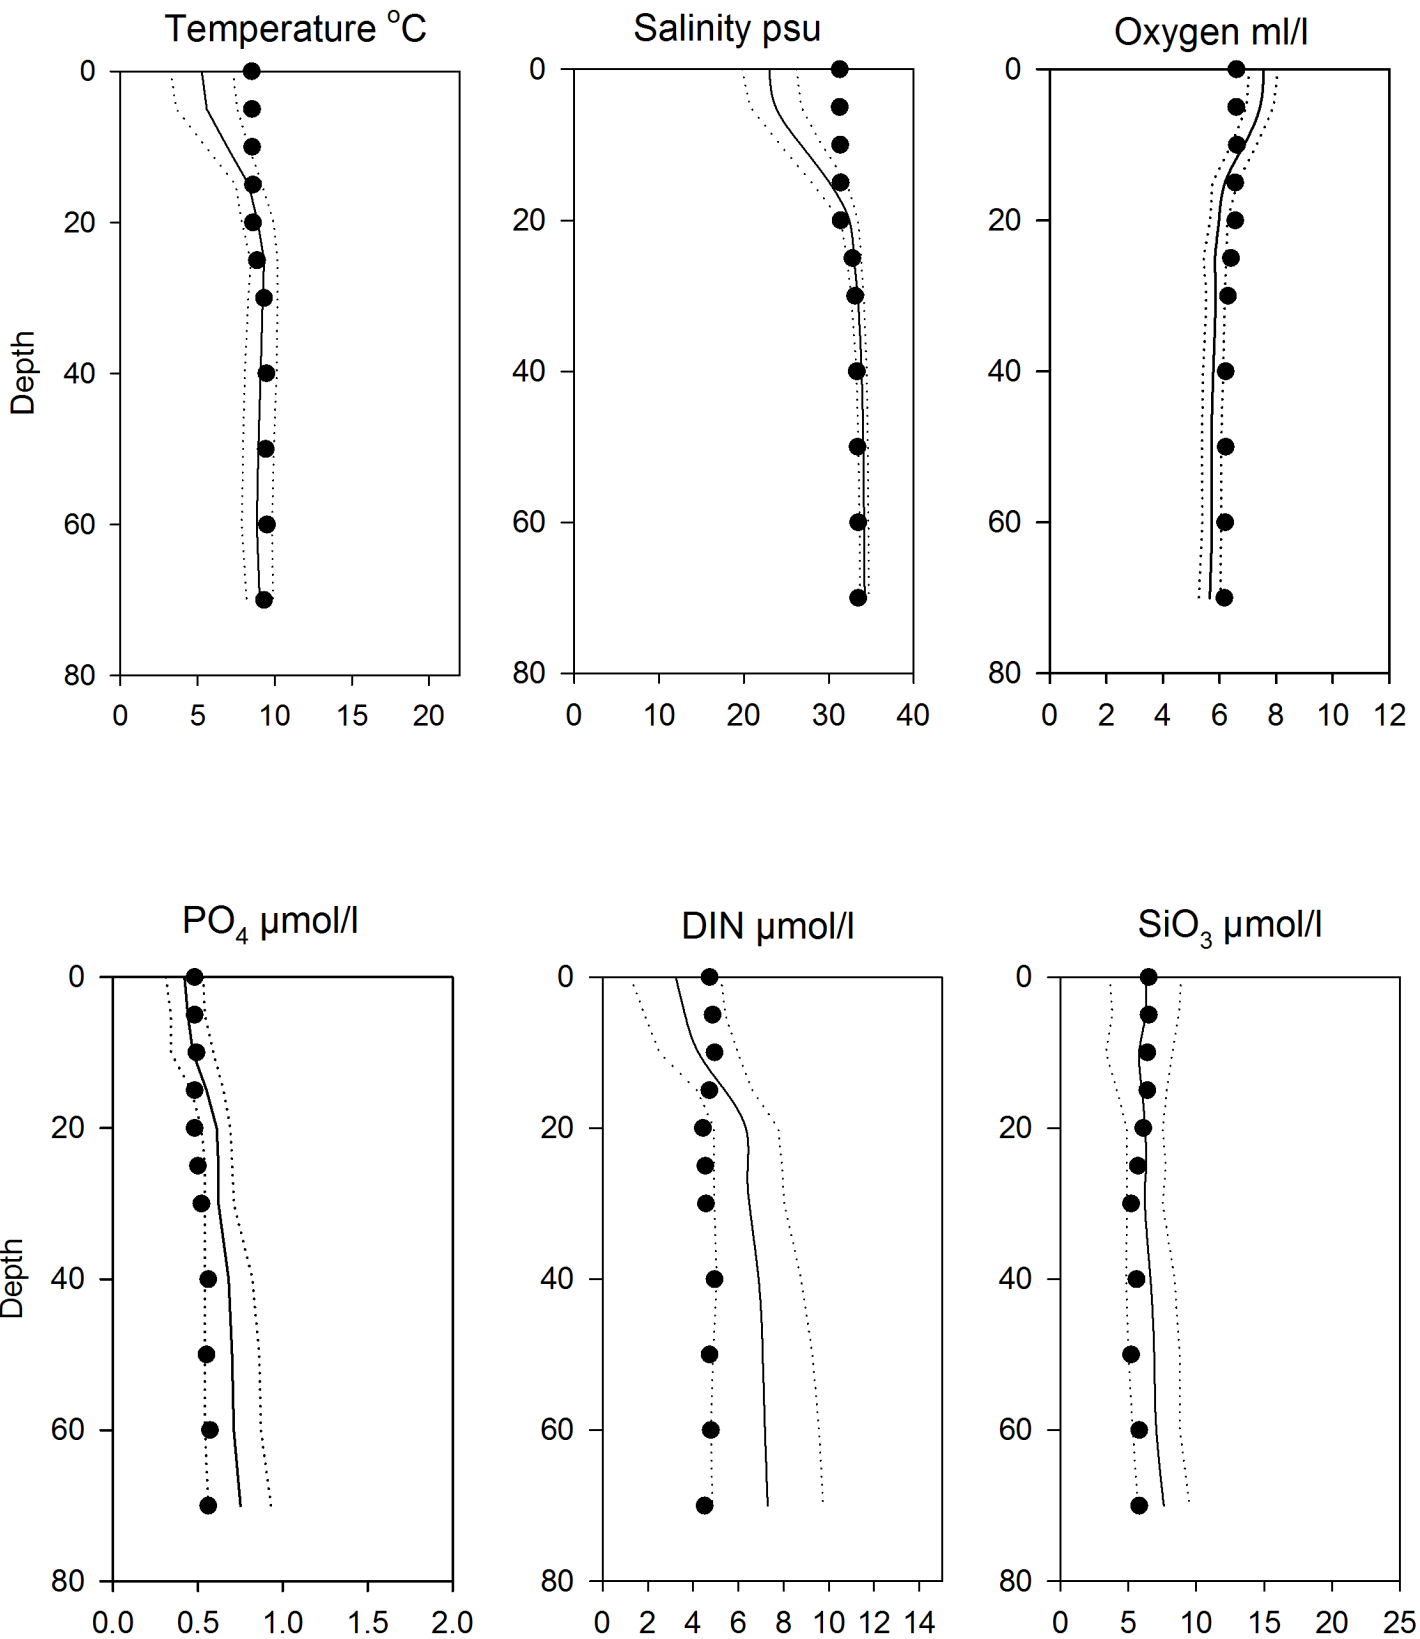 Temperature °C
Salinity psu
Oxygen ml/l
0
20
40
60
80
Depth
0 5 10 15 20
0
20
40
60
80
0 10 20 30 40
0
20
40
60
80
0 2 4 6 8 10 12
PO4 µmol/l
DIN µmol/l
SiO3 µmol/l
0
20
40
60
80
Depth
0.0 0.5 1.0 1.5 2.0
0
20
40
60
80
0 2 4 6 8 10 12 14
0
20
40
60
80
0 5 10 15 20 25